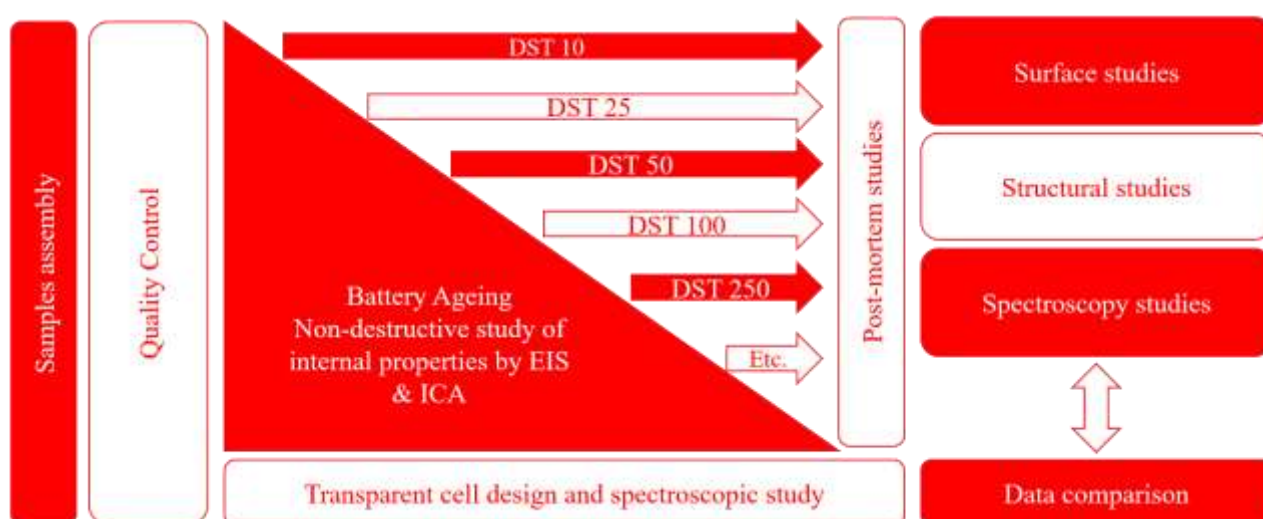 Samples assembly
Quality Control
DST 10
DST 25
DST 50
DST 100
DST 250
Etc.
Battery Ageing
Non-destructive study of
internal properties by EIS
& ICA
Post-mortem studies
Surface studies
Structural studies
Spectroscopy studies
Transparent cell design and spectroscopic study
Data comparison